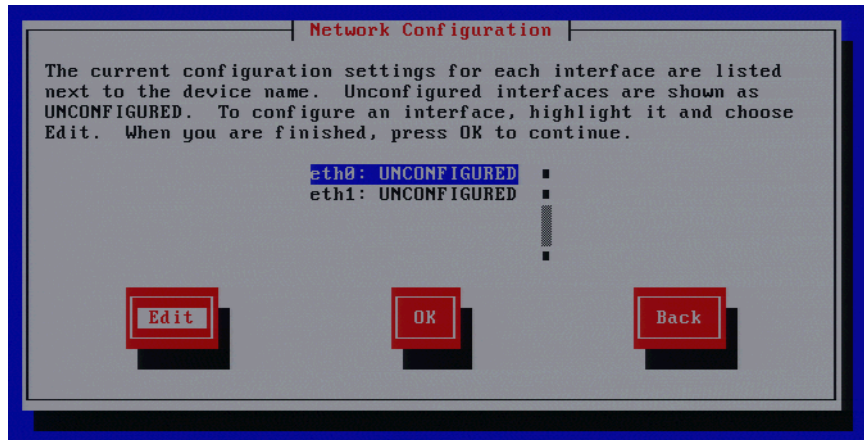 Network Configuration
The current configuration settings for each interface are listed
next to the device name.  Unconfigured interfaces are shown as
UNCONFIGURED.  To configure an interface, highlight it and choose
Edit.  When you are finished, press OK to continue.
eth0: UNCONFIGURED
eth1: UNCONFIGURED
Edit OK Back